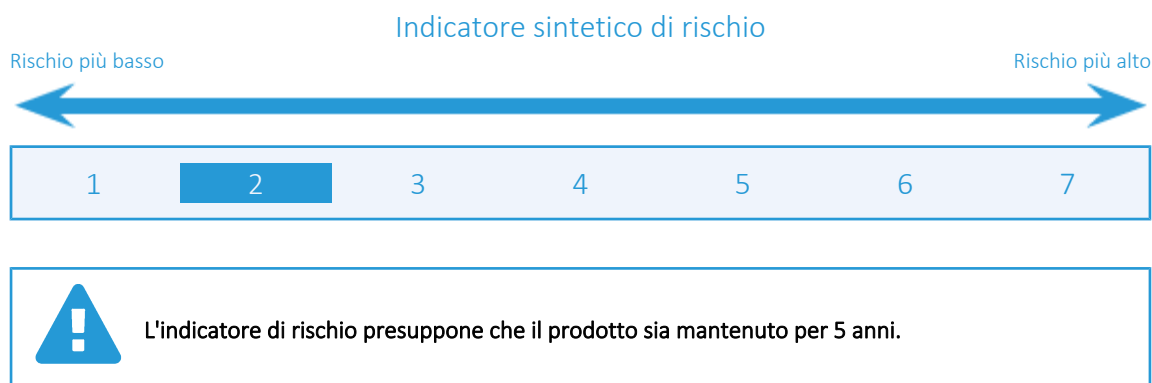 Indicatore sintetico di rischio
Rischio più basso Rischio più alto
1 2 3 4 5 6 7
L'indicatore di rischio presuppone che il prodotto sia mantenuto per 5 anni.